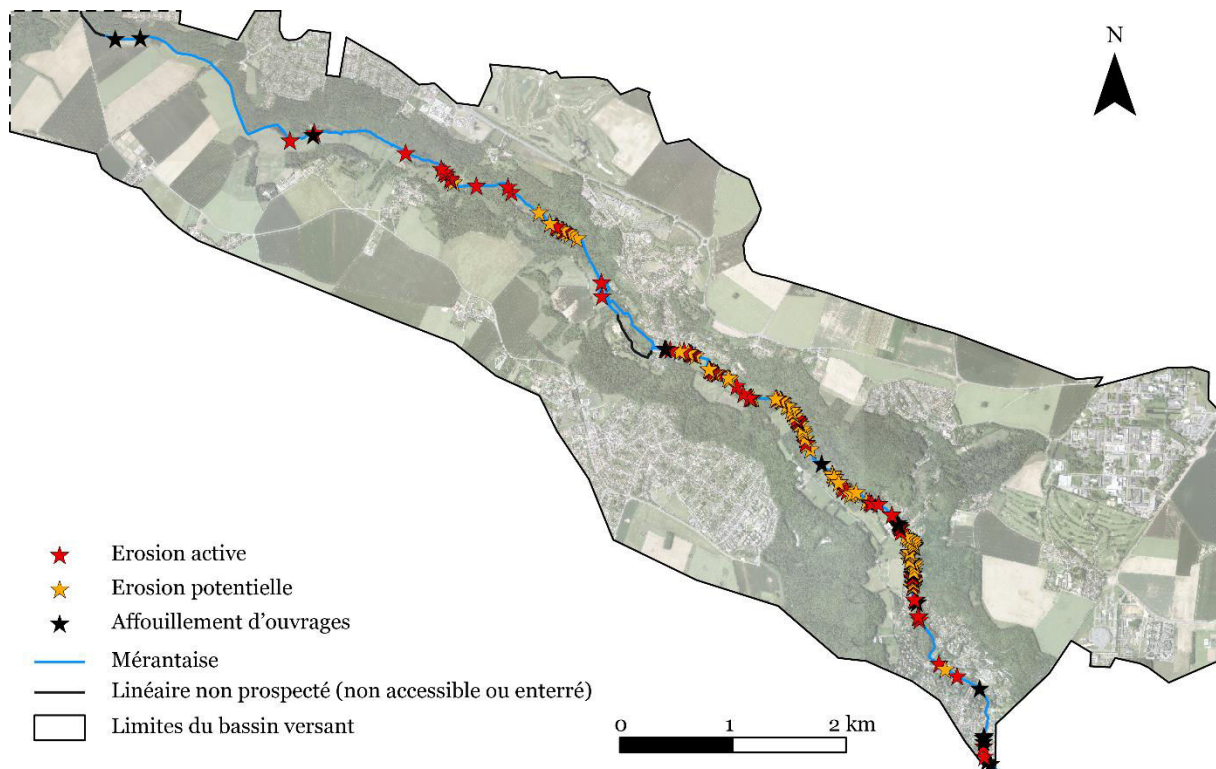 N
Erosion active
Erosion potentielle
Affouillement d'ouvrages
Mérantaise
Linéaire non prospecté (non accessible ou enterré)
Limites du bassin versant
0 1 2 km